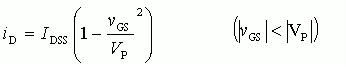 i_D = I_DSS (1 - v_GS / V_P ^2) (|v_GS| < |V_P|)